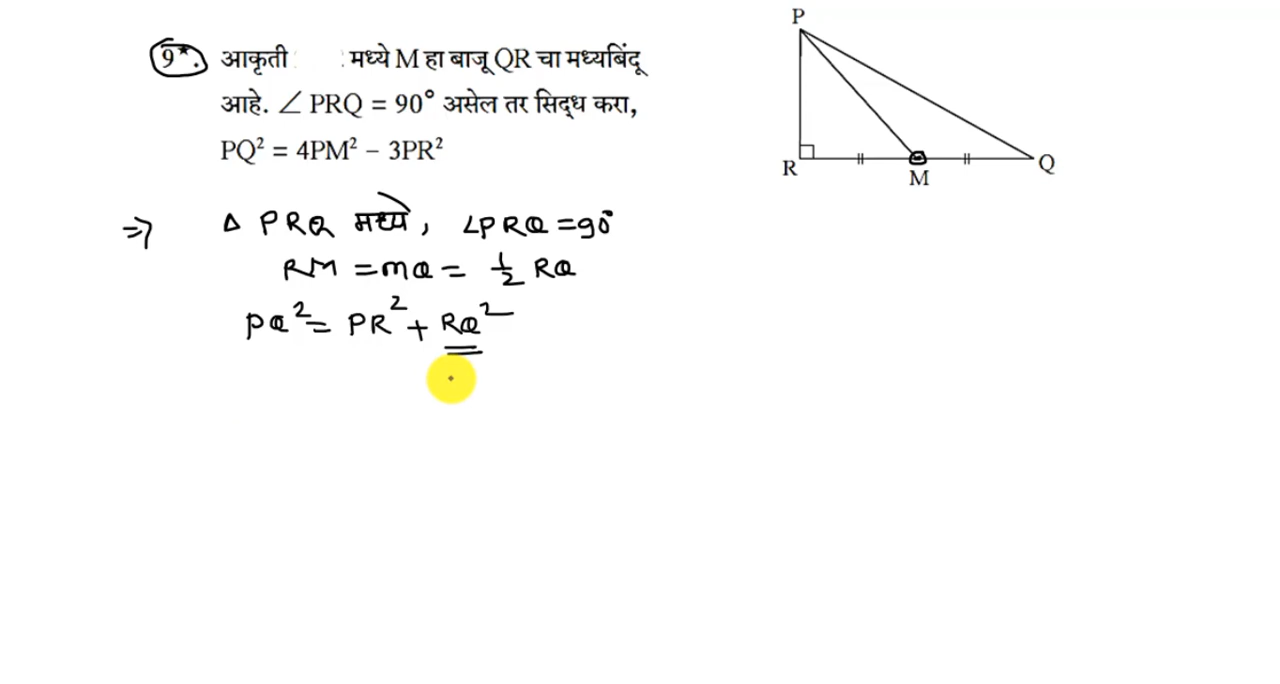 9*. आकृती : मध्ये M हा बाजू QR चा मध्यबिंदू
आहे. ∠ PRQ = 90° असेल तर सिद्ध करा,
PQ² = 4PM² – 3PR²
P
R
M
Q
⇒ Δ PRQ मध्ये, ∠PRQ = 90°
RM = MQ = 1/2 RQ
PQ² = PR² + RQ²